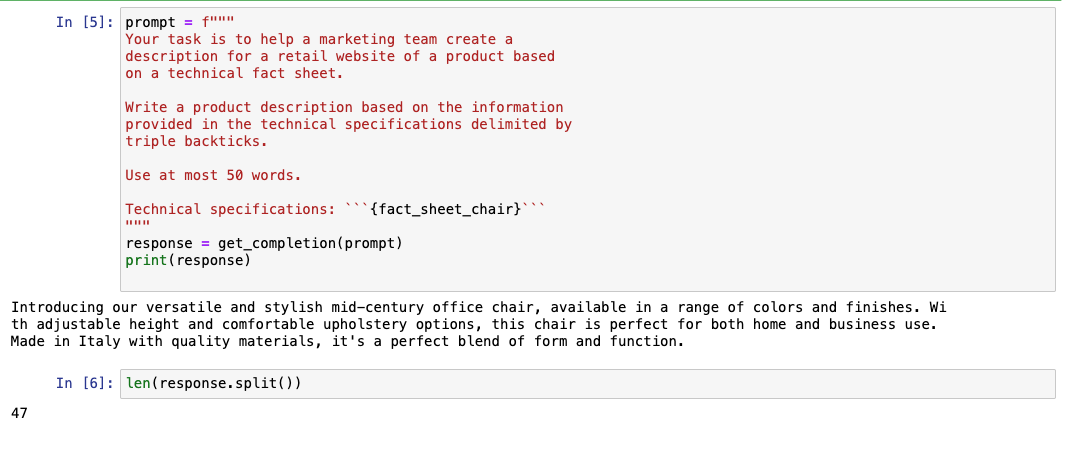 In [5]: prompt = f"""
Your task is to help a marketing team create a
description for a retail website of a product based
on a technical fact sheet.
Write a product description based on the information
provided in the technical specifications delimited by
triple backticks.
Use at most 50 words.
Technical specifications: ```{fact_sheet_chair}```
"""
response = get_completion(prompt)
print(response)
Introducing our versatile and stylish mid-century office chair, available in a range of colors and finishes. Wi
th adjustable height and comfortable upholstery options, this chair is perfect for both home and business use.
Made in Italy with quality materials, it's a perfect blend of form and function.
In [6]: len(response.split())
47